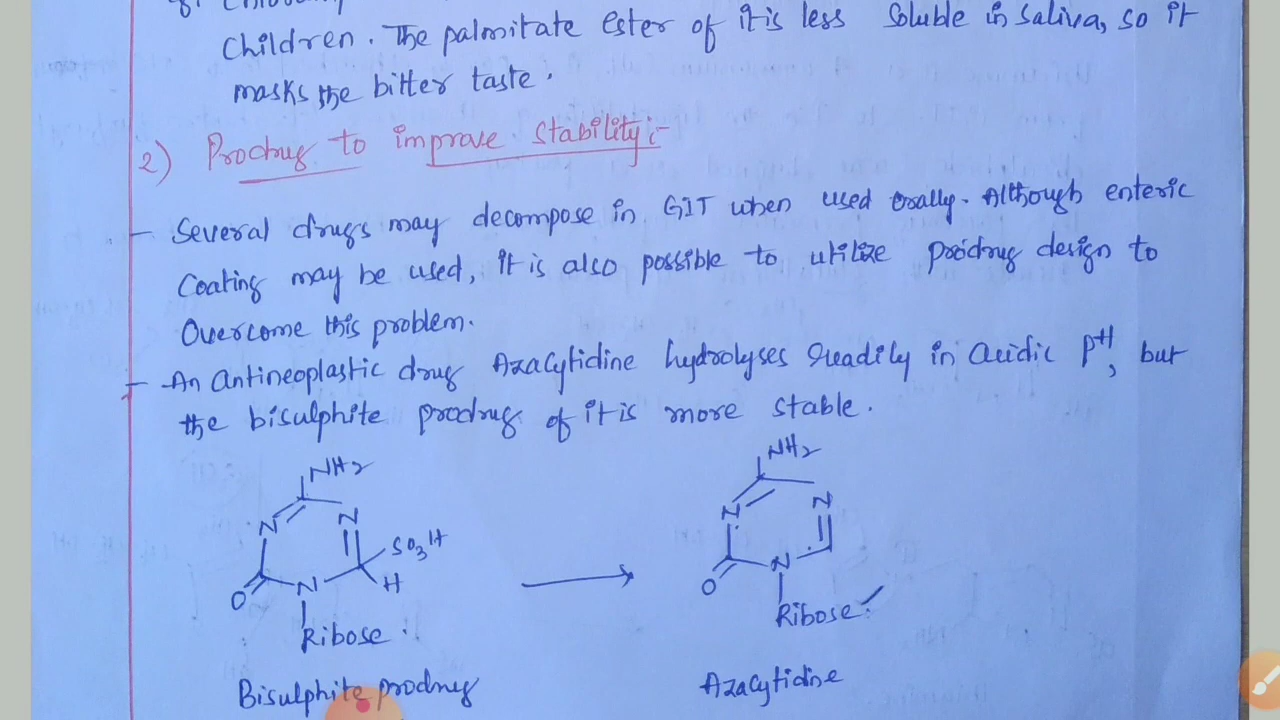 children. The palmitate ester of it is less soluble in saliva, so it
masks the bitter taste.
2) Prodrug to improve stability:-
- Several drugs may decompose in GIT when used orally. Although enteric
coating may be used, it is also possible to utilize prodrug design to
overcome this problem.
- An antineoplastic drug Azacytidine hydrolyses readily in acidic pH, but
the bisulphite prodrug of it is more stable.
NH2
N
N
SO3H
H
O
N
Ribose
Bisulphite prodrug
NH2
N
N
O
N
Ribose
Azacytidine